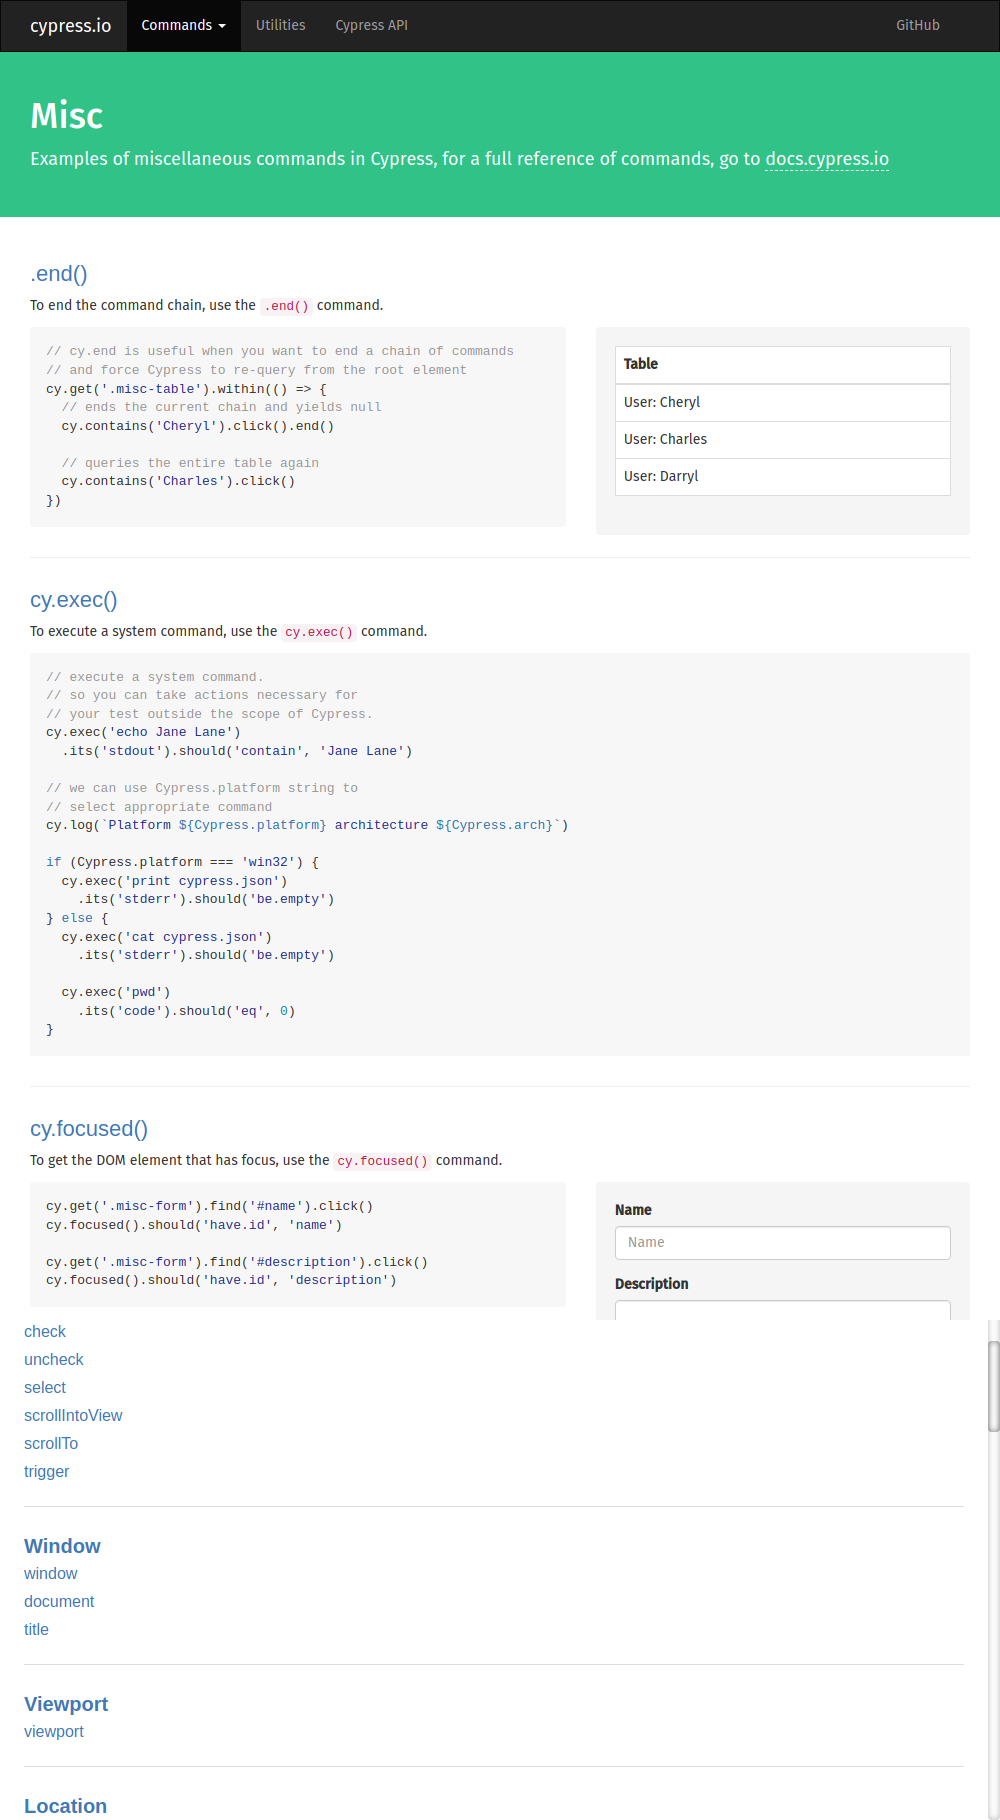 cypress.io Commands Utilities Cypress API GitHub
Misc
Examples of miscellaneous commands in Cypress, for a full reference of commands, go to docs.cypress.io
.end()
To end the command chain, use the .end() command.
// cy.end is useful when you want to end a chain of commands
// and force Cypress to re-query from the root element
cy.get('.misc-table').within(() => {
  // ends the current chain and yields null
  cy.contains('Cheryl').click().end()
  // queries the entire table again
  cy.contains('Charles').click()
})
Table
User: Cheryl
User: Charles
User: Darryl
cy.exec()
To execute a system command, use the cy.exec() command.
// execute a system command.
// so you can take actions necessary for
// your test outside the scope of Cypress.
cy.exec('echo Jane Lane')
  .its('stdout').should('contain', 'Jane Lane')
// we can use Cypress.platform string to
// select appropriate command
cy.log(`Platform ${Cypress.platform} architecture ${Cypress.arch}`)
if (Cypress.platform === 'win32') {
  cy.exec('print cypress.json')
    .its('stderr').should('be.empty')
} else {
  cy.exec('cat cypress.json')
    .its('stderr').should('be.empty')
  cy.exec('pwd')
    .its('code').should('eq', 0)
}
cy.focused()
To get the DOM element that has focus, use the cy.focused() command.
cy.get('.misc-form').find('#name').click()
cy.focused().should('have.id', 'name')
cy.get('.misc-form').find('#description').click()
cy.focused().should('have.id', 'description')
Name
Name
Description
check
uncheck
select
scrollIntoView
scrollTo
trigger
Window
window
document
title
Viewport
viewport
Location